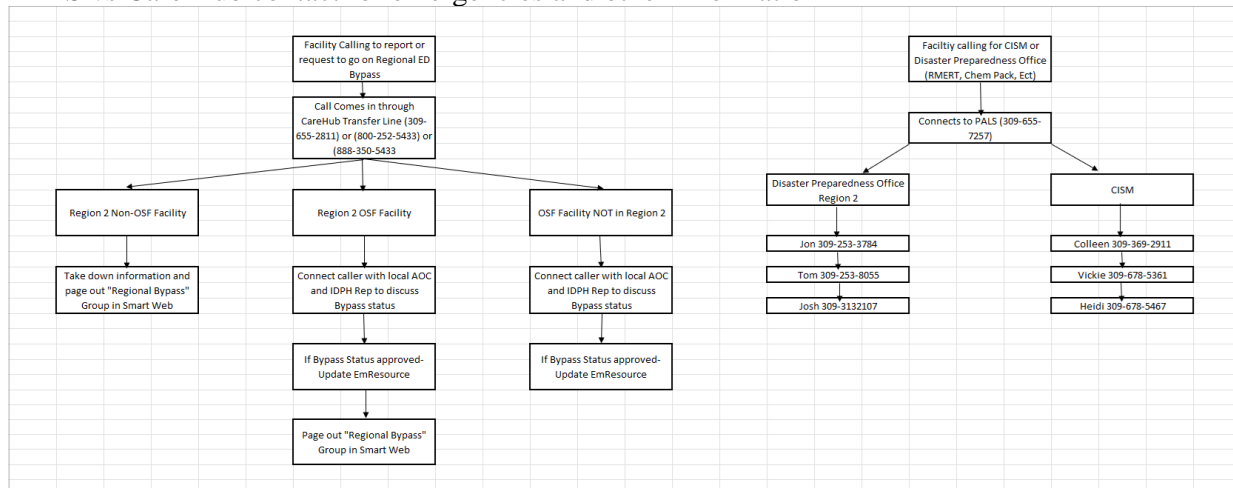 Facility Calling to report or
request to go on Regional ED
Bypass
Call Comes in through
CareHub Transfer Line (309-
655-2811) or (800-252-5433) or
(888-350-5433
Region 2 Non-OSF Facility
Region 2 OSF Facility
OSF Facility NOT in Region 2
Take down information and
page out "Regional Bypass"
Group in Smart Web
Connect caller with local AOC
and IDPH Rep to discuss
Bypass status
Connect caller with local AOC
and IDPH Rep to discuss
Bypass status
If Bypass Status approved-
Update EmResource
If Bypass Status approved-
Update EmResource
Page out "Regional Bypass"
Group in Smart Web
Faciltiy calling for CISM or
Disaster Preparedness Office
(RMERT, Chem Pack, Ect)
Connects to PALS (309-655-
7257)
Disaster Preparedness Office
Region 2
CISM
Jon 309-253-3784
Tom 309-253-8055
Josh 309-3132107
Colleen 309-369-2911
Vickie 309-678-5361
Heidi 309-678-5467